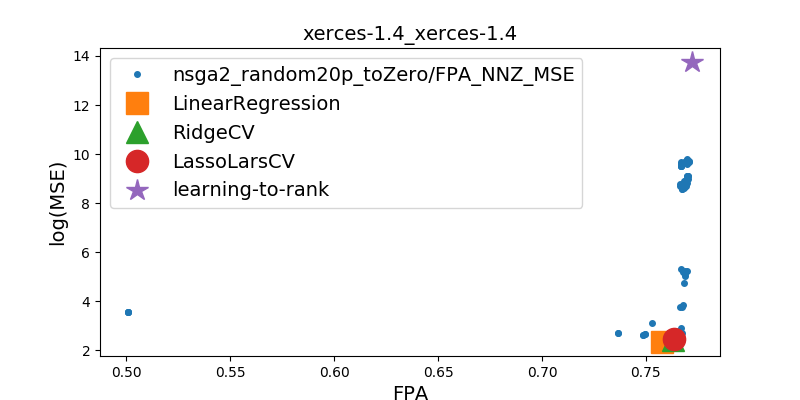 xerces-1.4_xerces-1.4
14
12
10
8
6
4
2
log(MSE)
nsga2_random20p_toZero/FPA_NNZ_MSE
LinearRegression
RidgeCV
LassoLarsCV
learning-to-rank
0.50 0.55 0.60 0.65 0.70 0.75
FPA